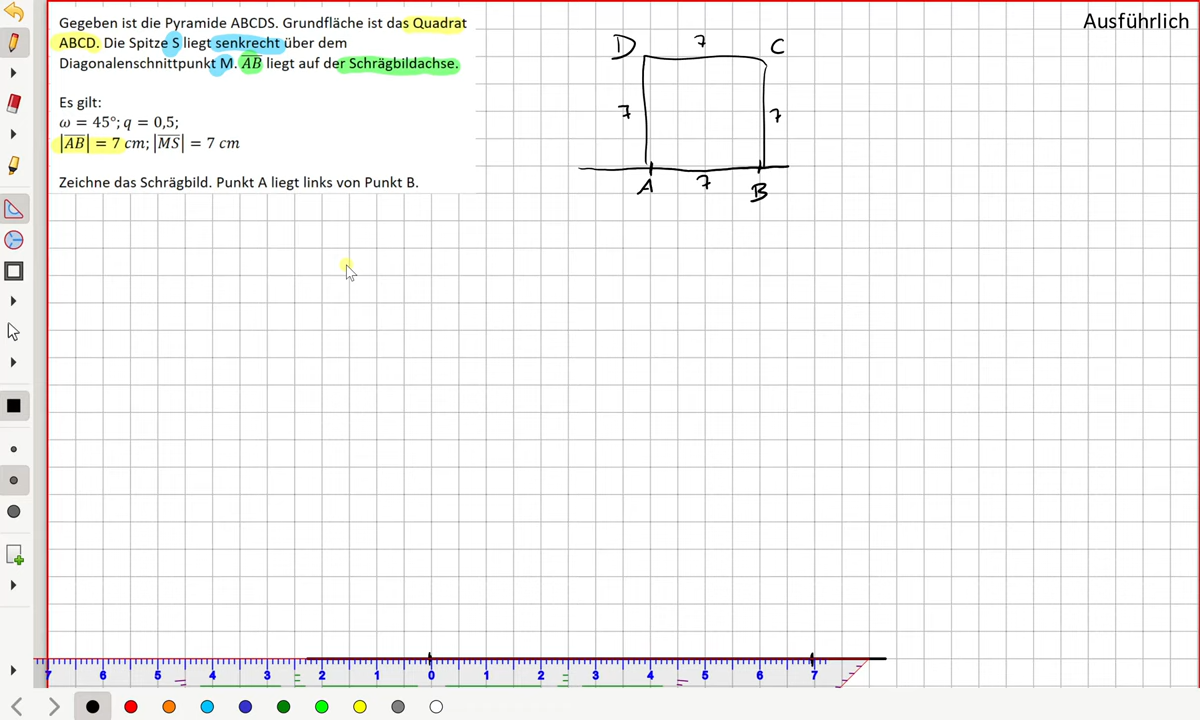 Ausführlich
Gegeben ist die Pyramide ABCDS. Grundfläche ist das Quadrat
ABCD. Die Spitze S liegt senkrecht über dem
Diagonalenschnittpunkt M. A̅B̅ liegt auf der Schrägbildachse.
Es gilt:
ω = 45°; q = 0,5;
|A̅B̅| = 7 cm; |M̅S̅| = 7 cm
Zeichne das Schrägbild. Punkt A liegt links von Punkt B.
D 7 C
7 7
A 7 B
7 6 5 4 3 2 1 0 1 2 3 4 5 6 7